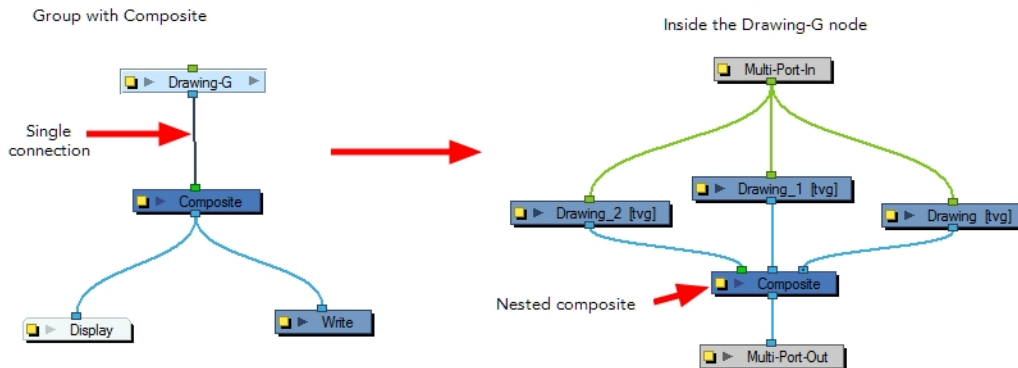 Group with Composite
Inside the Drawing-G node
Drawing-G
Multi-Port-In
Single
connection
Composite
Drawing_2 [tvg]
Drawing_1 [tvg]
Drawing [tvg]
Composite
Nested composite
Display
Write
Multi-Port-Out